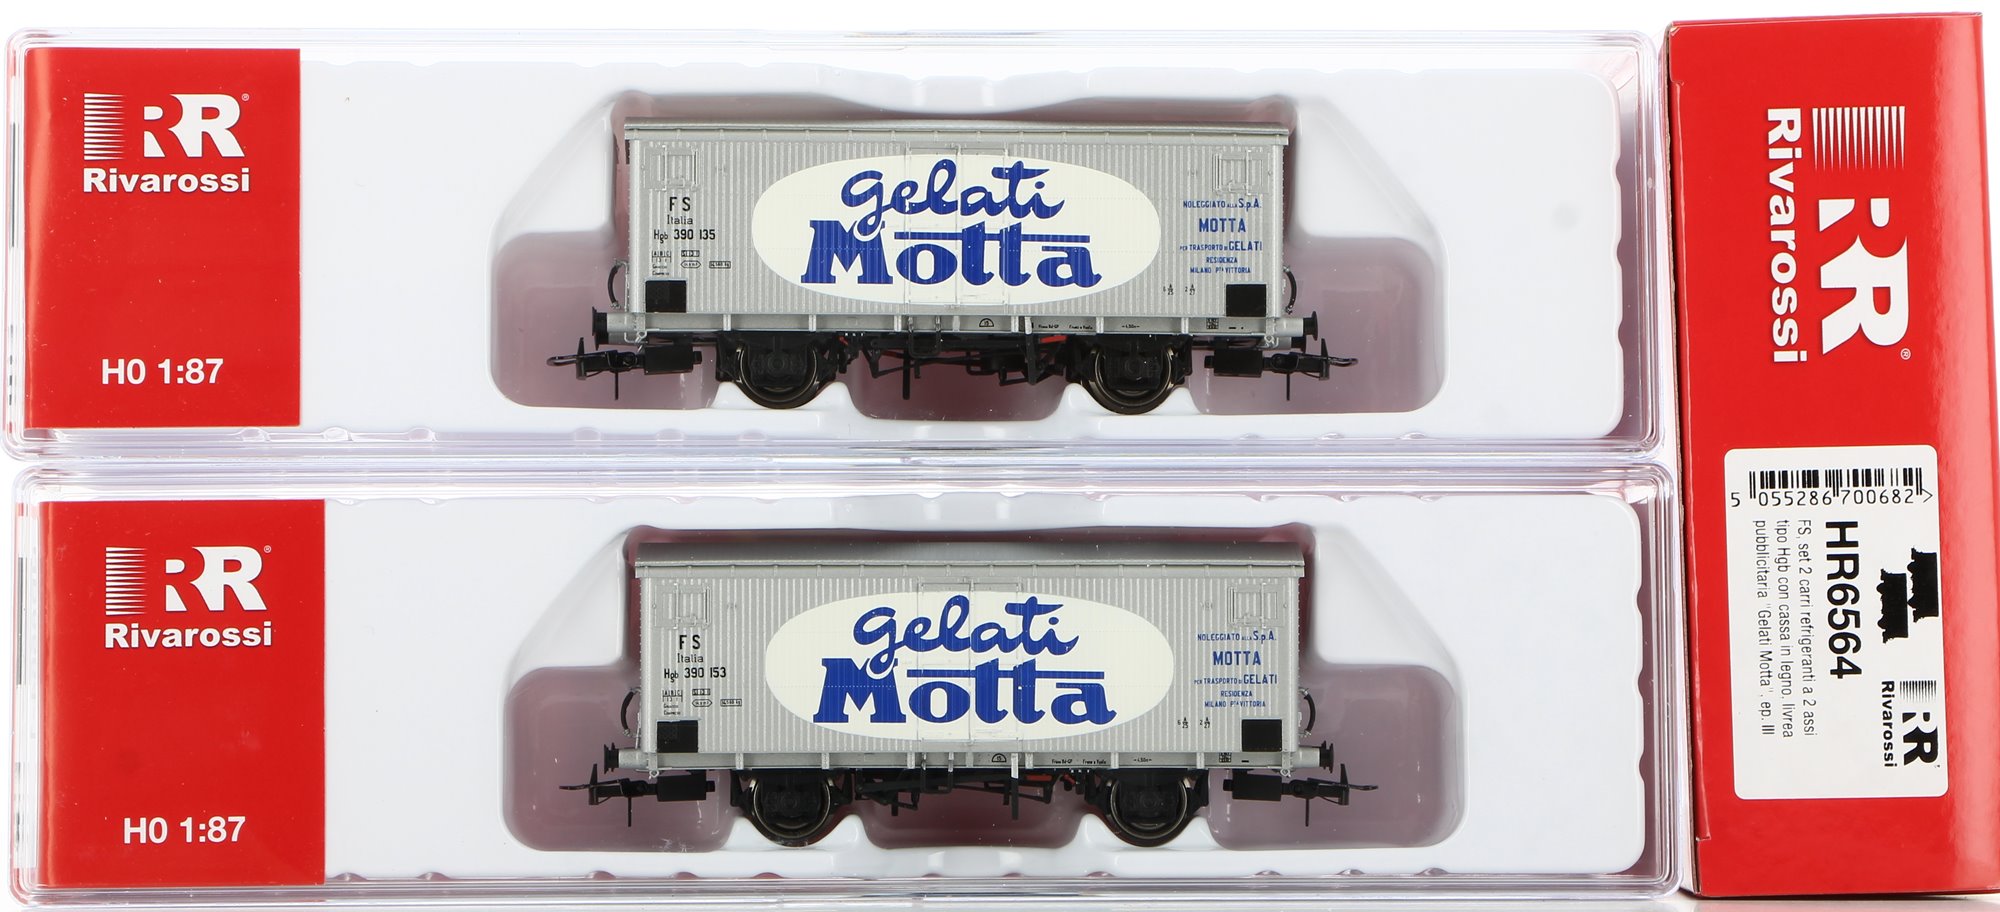 RR®
Rivarossi
H0 1:87
FS
Italia
Hgb 390 135
gelati
Motta
NOLEGGIATO ALLA S.p.A.
MOTTA
PER TRASPORTO DI GELATI
RESIDENZA
MILANO Pta VITTORIA
RR®
Rivarossi
H0 1:87
FS
Italia
Hgb 390 153
gelati
Motta
NOLEGGIATO ALLA S.p.A.
MOTTA
PER TRASPORTO DI GELATI
RESIDENZA
MILANO Pta VITTORIA
RR®
Rivarossi
5 055286 700682 >
HR6564
FS, set 2 carri refrigeranti a 2 assi
tipo Hgb con cassa in legno, livrea
pubblicitaria "Gelati Motta", ep. III
RR
Rivarossi